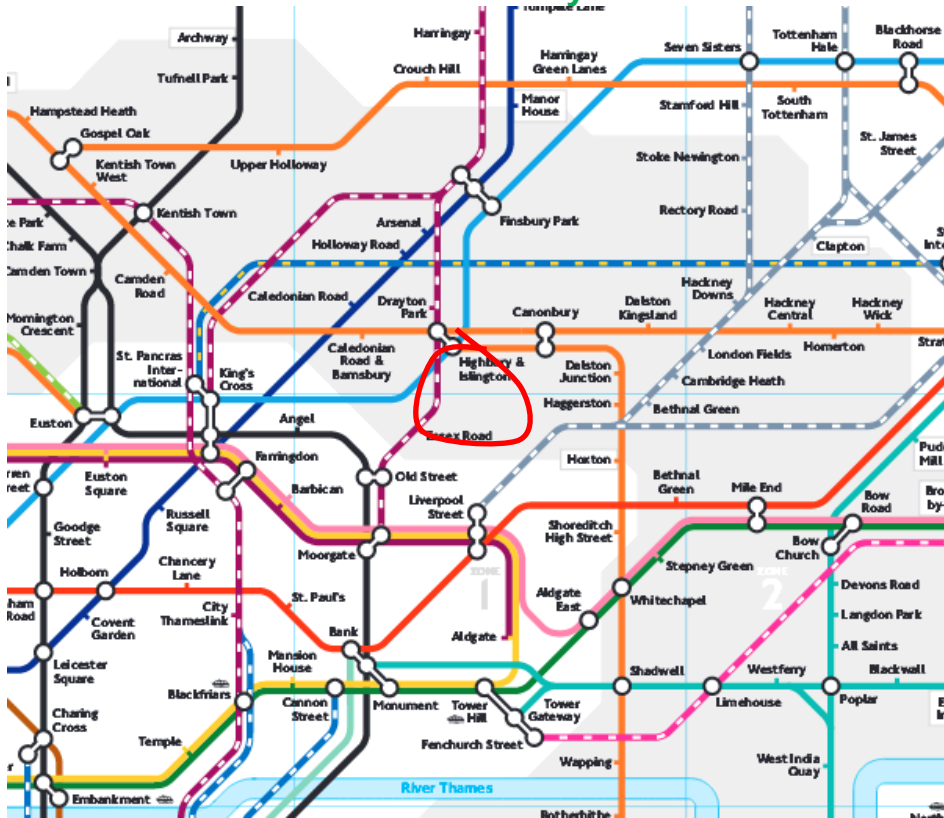 Archway
Harringay
Seven Sisters
Tottenham
Hale
Blackhorse
Road
Tufnell Park
Crouch Hill
Harringay
Green Lanes
Hampstead Heath
Manor
House
Stamford Hill
South
Tottenham
Gospel Oak
Kentish Town
West
Upper Holloway
Stoke Newington
St. James
Street
Kentish Town
Arsenal
Finsbury Park
Rectory Road
Chalk Farm
Holloway Road
Clapton
Camden Town
Camden
Road
Caledonian Road
Drayton
Park
Canonbury
Dalston
Kingsland
Hackney
Downs
Hackney
Central
Hackney
Wick
Mornington
Crescent
St. Pancras
Inter-
national
King's
Cross
Caledonian
Road &
Barnsbury
Highbury &
Islington
Dalston
Junction
London Fields
Homerton
Cambridge Heath
Haggerston
Bethnal Green
Euston
Angel
Essex Road
Farringdon
Hoxton
Euston
Square
Barbican
Old Street
Liverpool
Street
Bethnal
Green
Mile End
Bow
Road
Goodge
Street
Russell
Square
Moorgate
Shoreditch
High Street
Bow
Church
Holborn
Chancery
Lane
ZONE
1
Stepney Green
ZONE
2
Devons Road
St. Paul's
Aldgate
East
Whitechapel
Covent
Garden
City
Thameslink
Langdon Park
Bank
Aldgate
All Saints
Leicester
Square
Mansion
House
Shadwell
Westferry
Blackwall
Blackfriars
Cannon
Street
Monument
Tower
Hill
Tower
Gateway
Limehouse
Poplar
Charing
Cross
Temple
Fenchurch Street
Wapping
West India
Quay
Embankment
River Thames
Rotherhithe